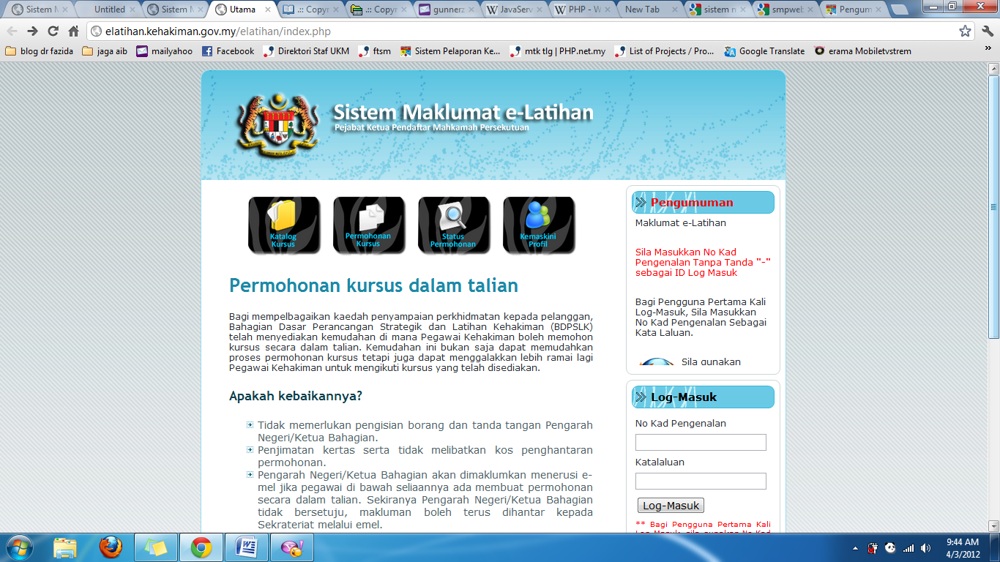 Sistem M
Untitled
Sistem M
Utama
.:: Copyr
.:: Copyr
gunnerz
JavaServ
PHP - W
New Tab
sistem m
smpweb
Pengum
elatihan.kehakiman.gov.my/elatihan/index.php
blog dr fazida
jaga aib
mailyahoo
Facebook
Direktori Staf UKM
ftsm
Sistem Pelaporan Ke...
mtk tlg | PHP.net.my
List of Projects / Pro...
Google Translate
erama Mobiletvstrem
Sistem Maklumat e-Latihan
Pejabat Ketua Pendaftar Mahkamah Persekutuan
Katalog
Kursus
Permohonan
Kursus
Status
Permohonan
Kemaskini
Profil
Permohonan kursus dalam talian
Bagi mempelbagaikan kaedah penyampaian perkhidmatan kepada pelanggan,
Bahagian Dasar Perancangan Strategik dan Latihan Kehakiman (BDPSLK)
telah menyediakan kemudahan di mana Pegawai Kehakiman boleh memohon
kursus secara dalam talian. Kemudahan ini bukan saja dapat memudahkan
proses permohonan kursus tetapi juga dapat menggalakkan lebih ramai lagi
Pegawai Kehakiman untuk mengikuti kursus yang telah disediakan.
Apakah kebaikannya?
Tidak memerlukan pengisian borang dan tanda tangan Pengarah
Negeri/Ketua Bahagian.
Penjimatan kertas serta tidak melibatkan kos penghantaran
permohonan.
Pengarah Negeri/Ketua Bahagian akan dimaklumkan menerusi e-
mel jika pegawai di bawah seliaannya ada membuat permohonan
secara dalam talian. Sekiranya Pengarah Negeri/Ketua Bahagian
tidak bersetuju, makluman boleh terus dihantar kepada
Sekrateriat melalui emel.
Pengumuman
Maklumat e-Latihan
Sila Masukkan No Kad
Pengenalan Tanpa Tanda "-"
sebagai ID Log Masuk
Bagi Pengguna Pertama Kali
Log-Masuk, Sila Masukkan
No Kad Pengenalan Sebagai
Kata Laluan.
Sila gunakan
Log-Masuk
No Kad Pengenalan
Katalaluan
Log-Masuk
** Bagi Pengguna Pertama Kali
Log-Masuk, sila gunakan No Kad
9:44 AM
4/3/2012